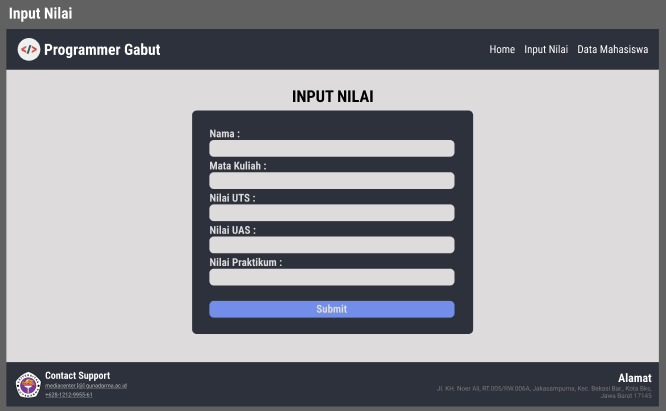 Input Nilai
</> Programmer Gabut
Home Input Nilai Data Mahasiswa
INPUT NILAI
Nama :
Mata Kuliah :
Nilai UTS :
Nilai UAS :
Nilai Praktikum :
Submit
Contact Support
mediacenter [@] gunadarma.ac.id
+628-1212-9955-61
Alamat
Jl. KH. Noer Ali, RT.005/RW.006A, Jakasampurna, Kec. Bekasi Bar., Kota Bks,
Jawa Barat 17145